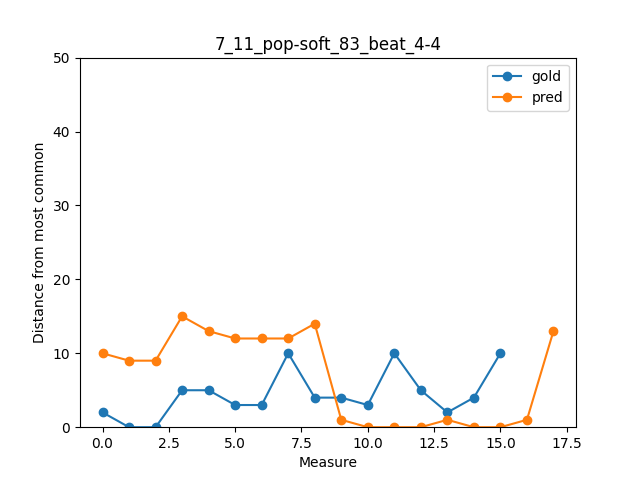 7_11_pop-soft_83_beat_4-4
gold
pred
Distance from most common
50
40
30
20
10
0
0.0 2.5 5.0 7.5 10.0 12.5 15.0 17.5
Measure